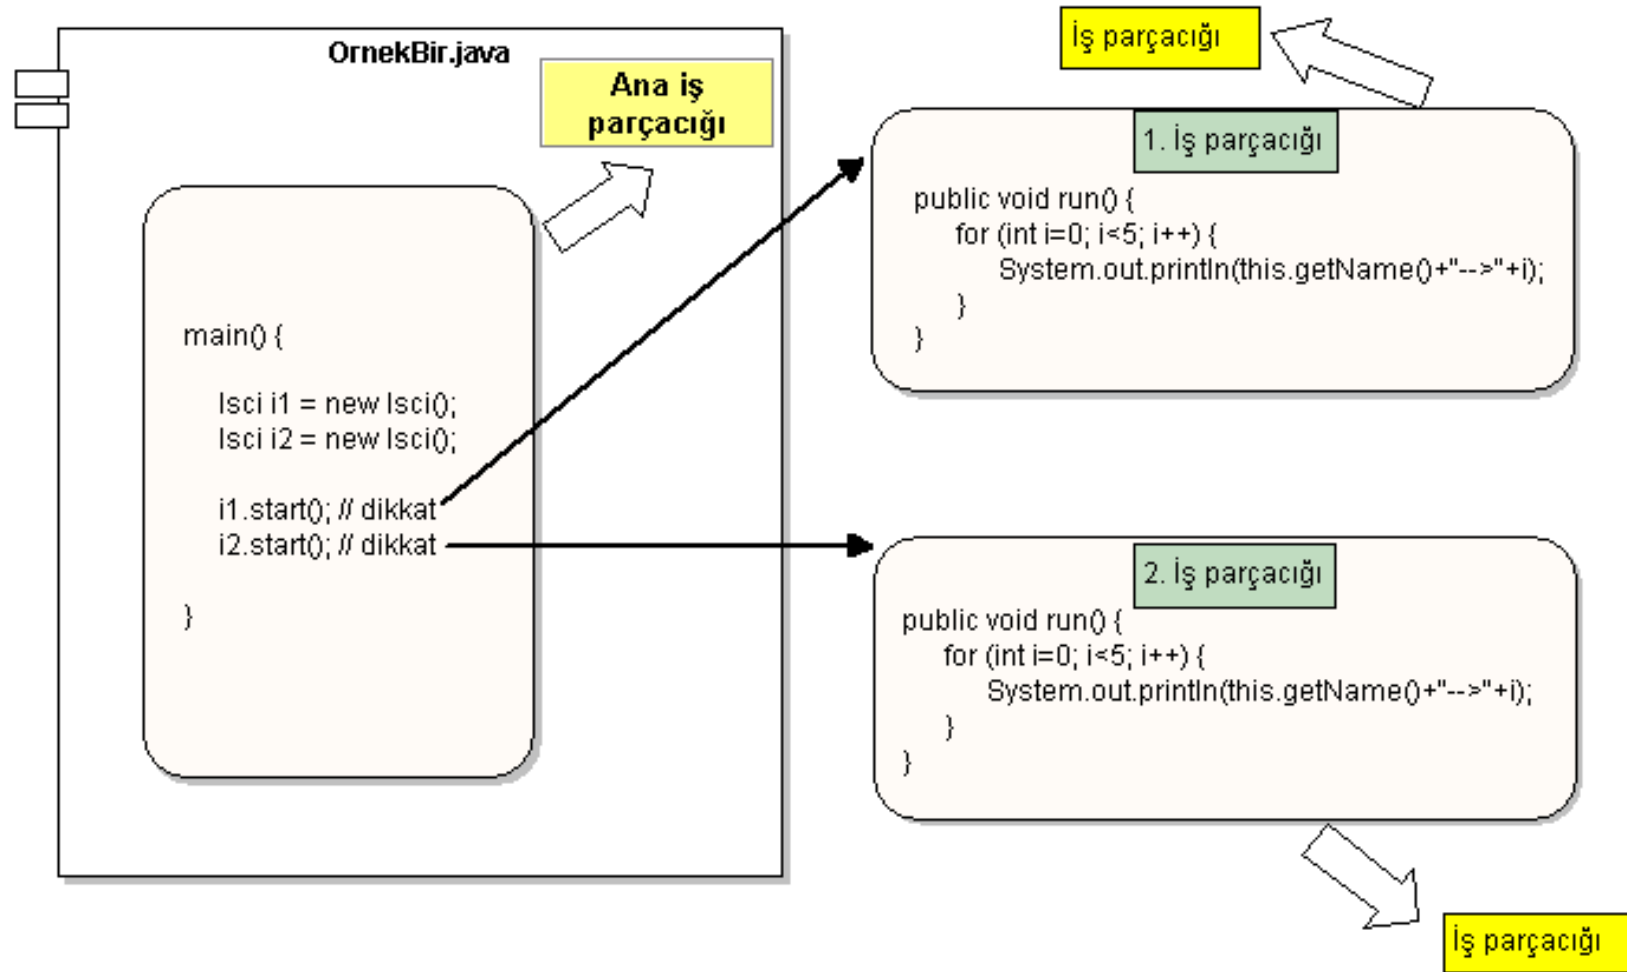 OrnekBir.java
Ana iş
parçacığı
main() {
Isci i1 = new Isci();
Isci i2 = new Isci();
i1.start(); // dikkat
i2.start(); // dikkat
}
İş parçacığı
1. İş parçacığı
public void run() {
for (int i=0; i<5; i++) {
System.out.println(this.getName()+"-->"+i);
}
}
2. İş parçacığı
public void run() {
for (int i=0; i<5; i++) {
System.out.println(this.getName()+"-->"+i);
}
}
İş parçacığı